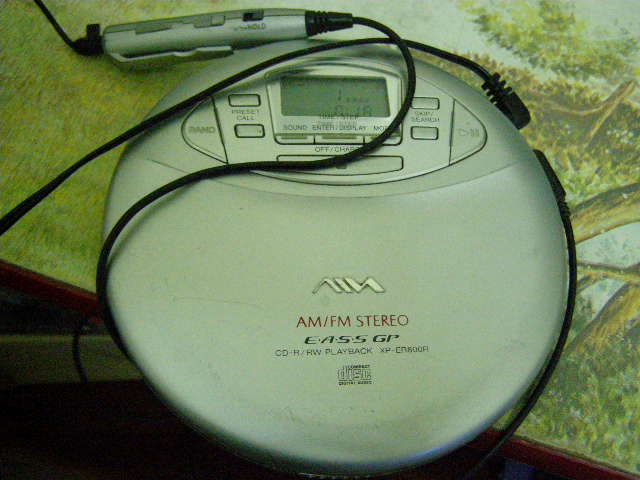 HOLD
PRESET
CALL
BAND
SOUND ENTER/DISPLAY
SKIP/
SEARCH
OFF/CHARGE
AIWA
AM/FM STEREO
E·A·S·S GP
CD-R/RW PLAYBACK XP-ER800R
COMPACT
DISC
DIGITAL AUDIO